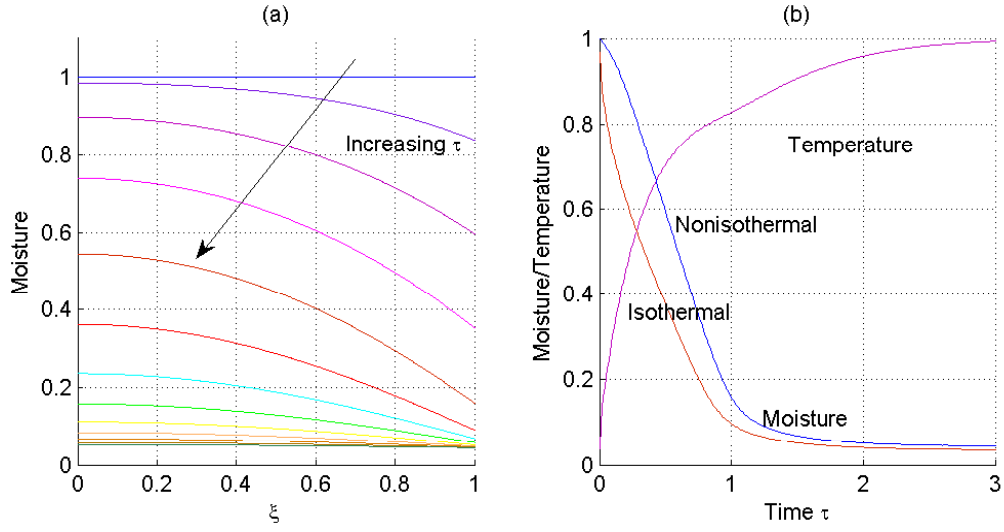 (a)
1
0.8
0.6
0.4
0.2
0
Moisture
Increasing τ
0
0.2
0.4
0.6
0.8
1
ξ
(b)
1
0.8
0.6
0.4
0.2
0
Moisture/Temperature
Temperature
Nonisothermal
Isothermal
Moisture
0
1
2
3
Time τ